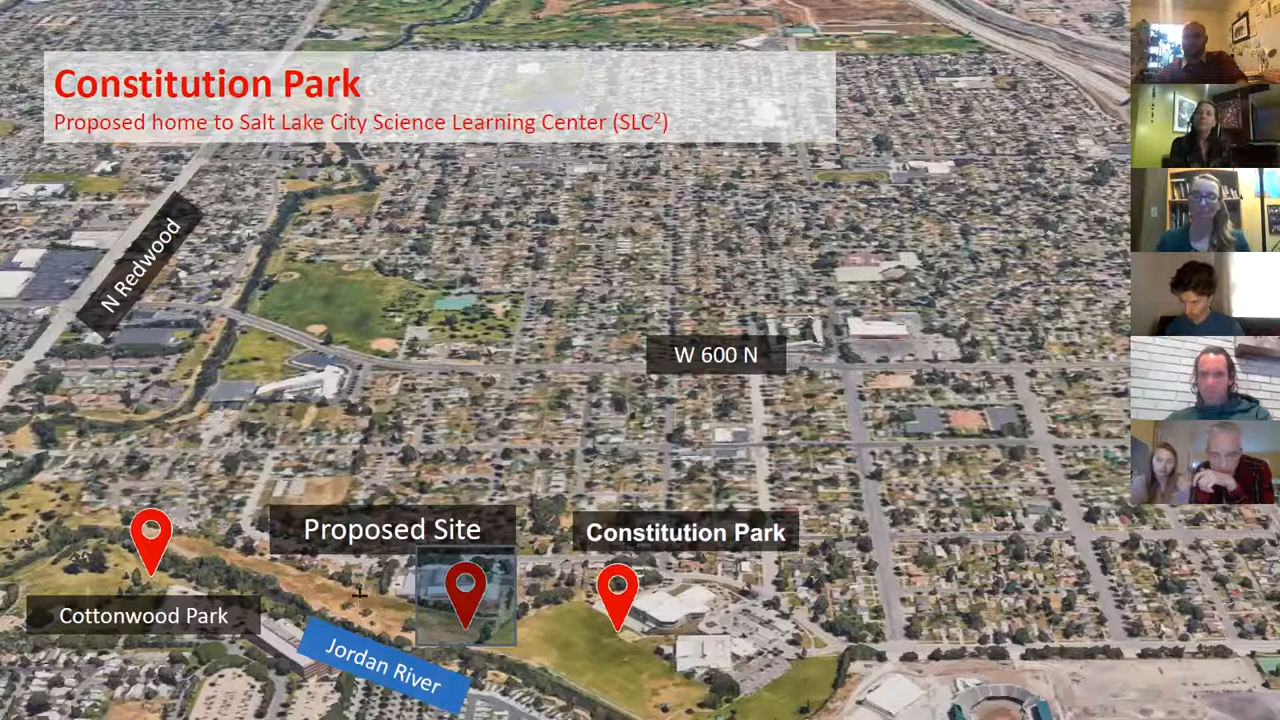 Constitution Park
Proposed home to Salt Lake City Science Learning Center (SLC²)
N Redwood
W 600 N
Proposed Site
Constitution Park
Cottonwood Park
Jordan River